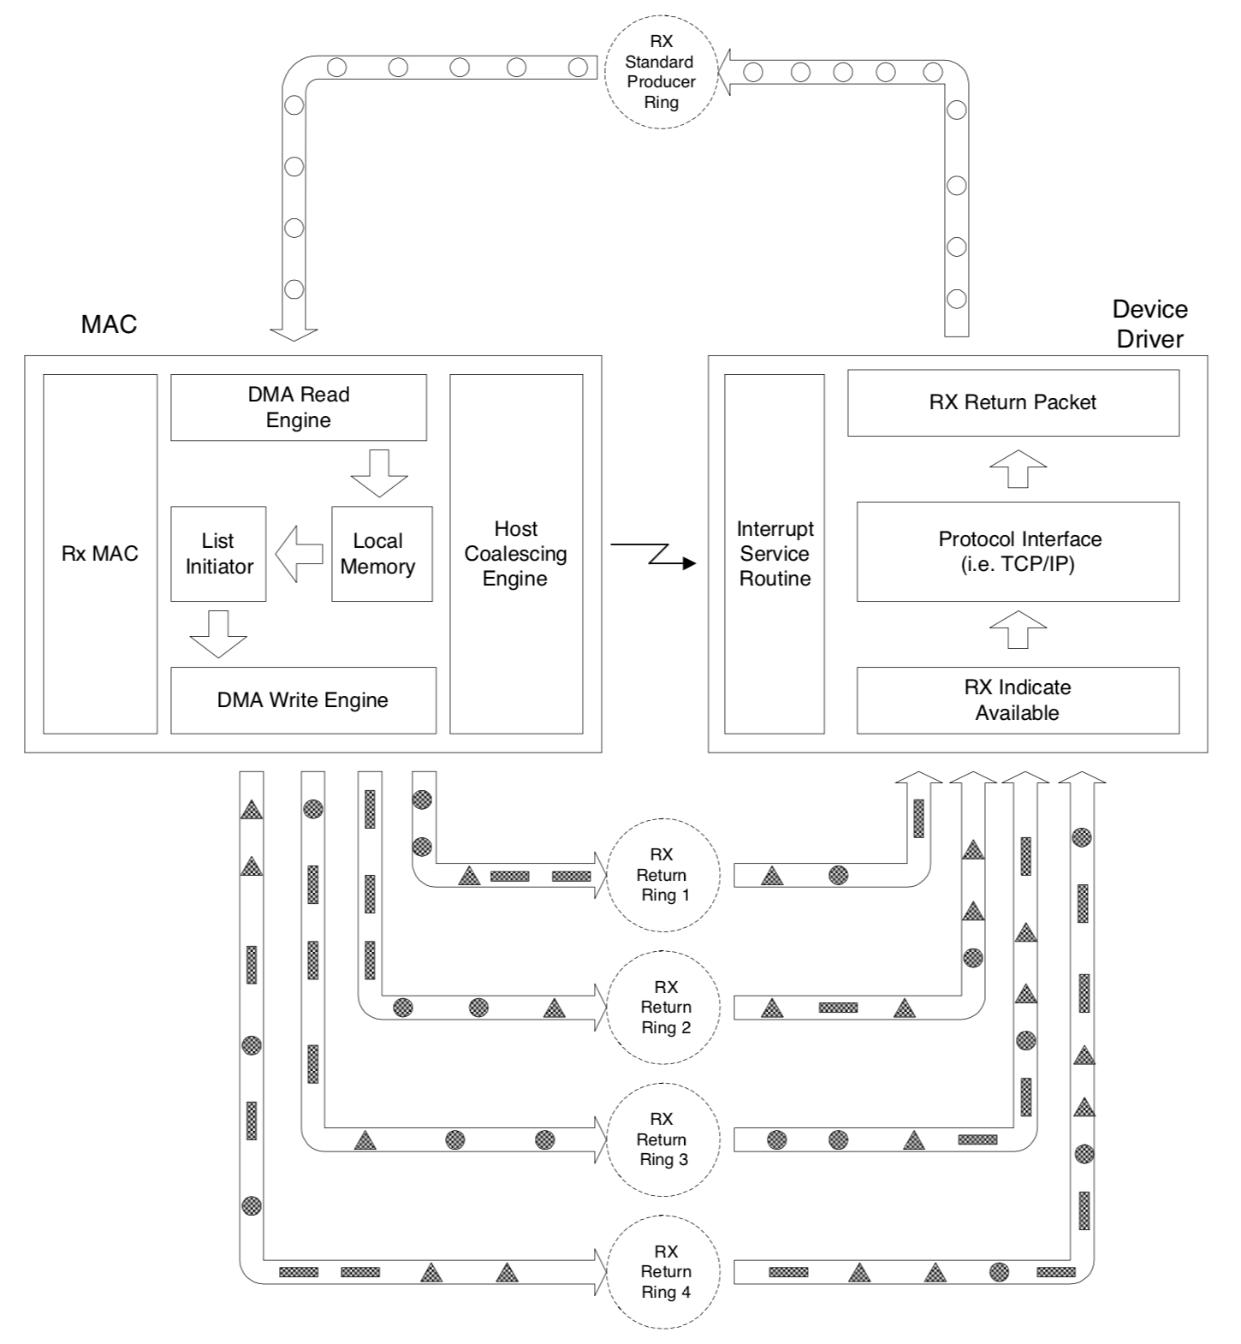 RX
Standard
Producer
Ring
MAC
Device
Driver
Rx MAC
DMA Read
Engine
List
Initiator
Local
Memory
DMA Write Engine
Host
Coalescing
Engine
Interrupt
Service
Routine
RX Return Packet
Protocol Interface
(i.e. TCP/IP)
RX Indicate
Available
RX
Return
Ring 1
RX
Return
Ring 2
RX
Return
Ring 3
RX
Return
Ring 4